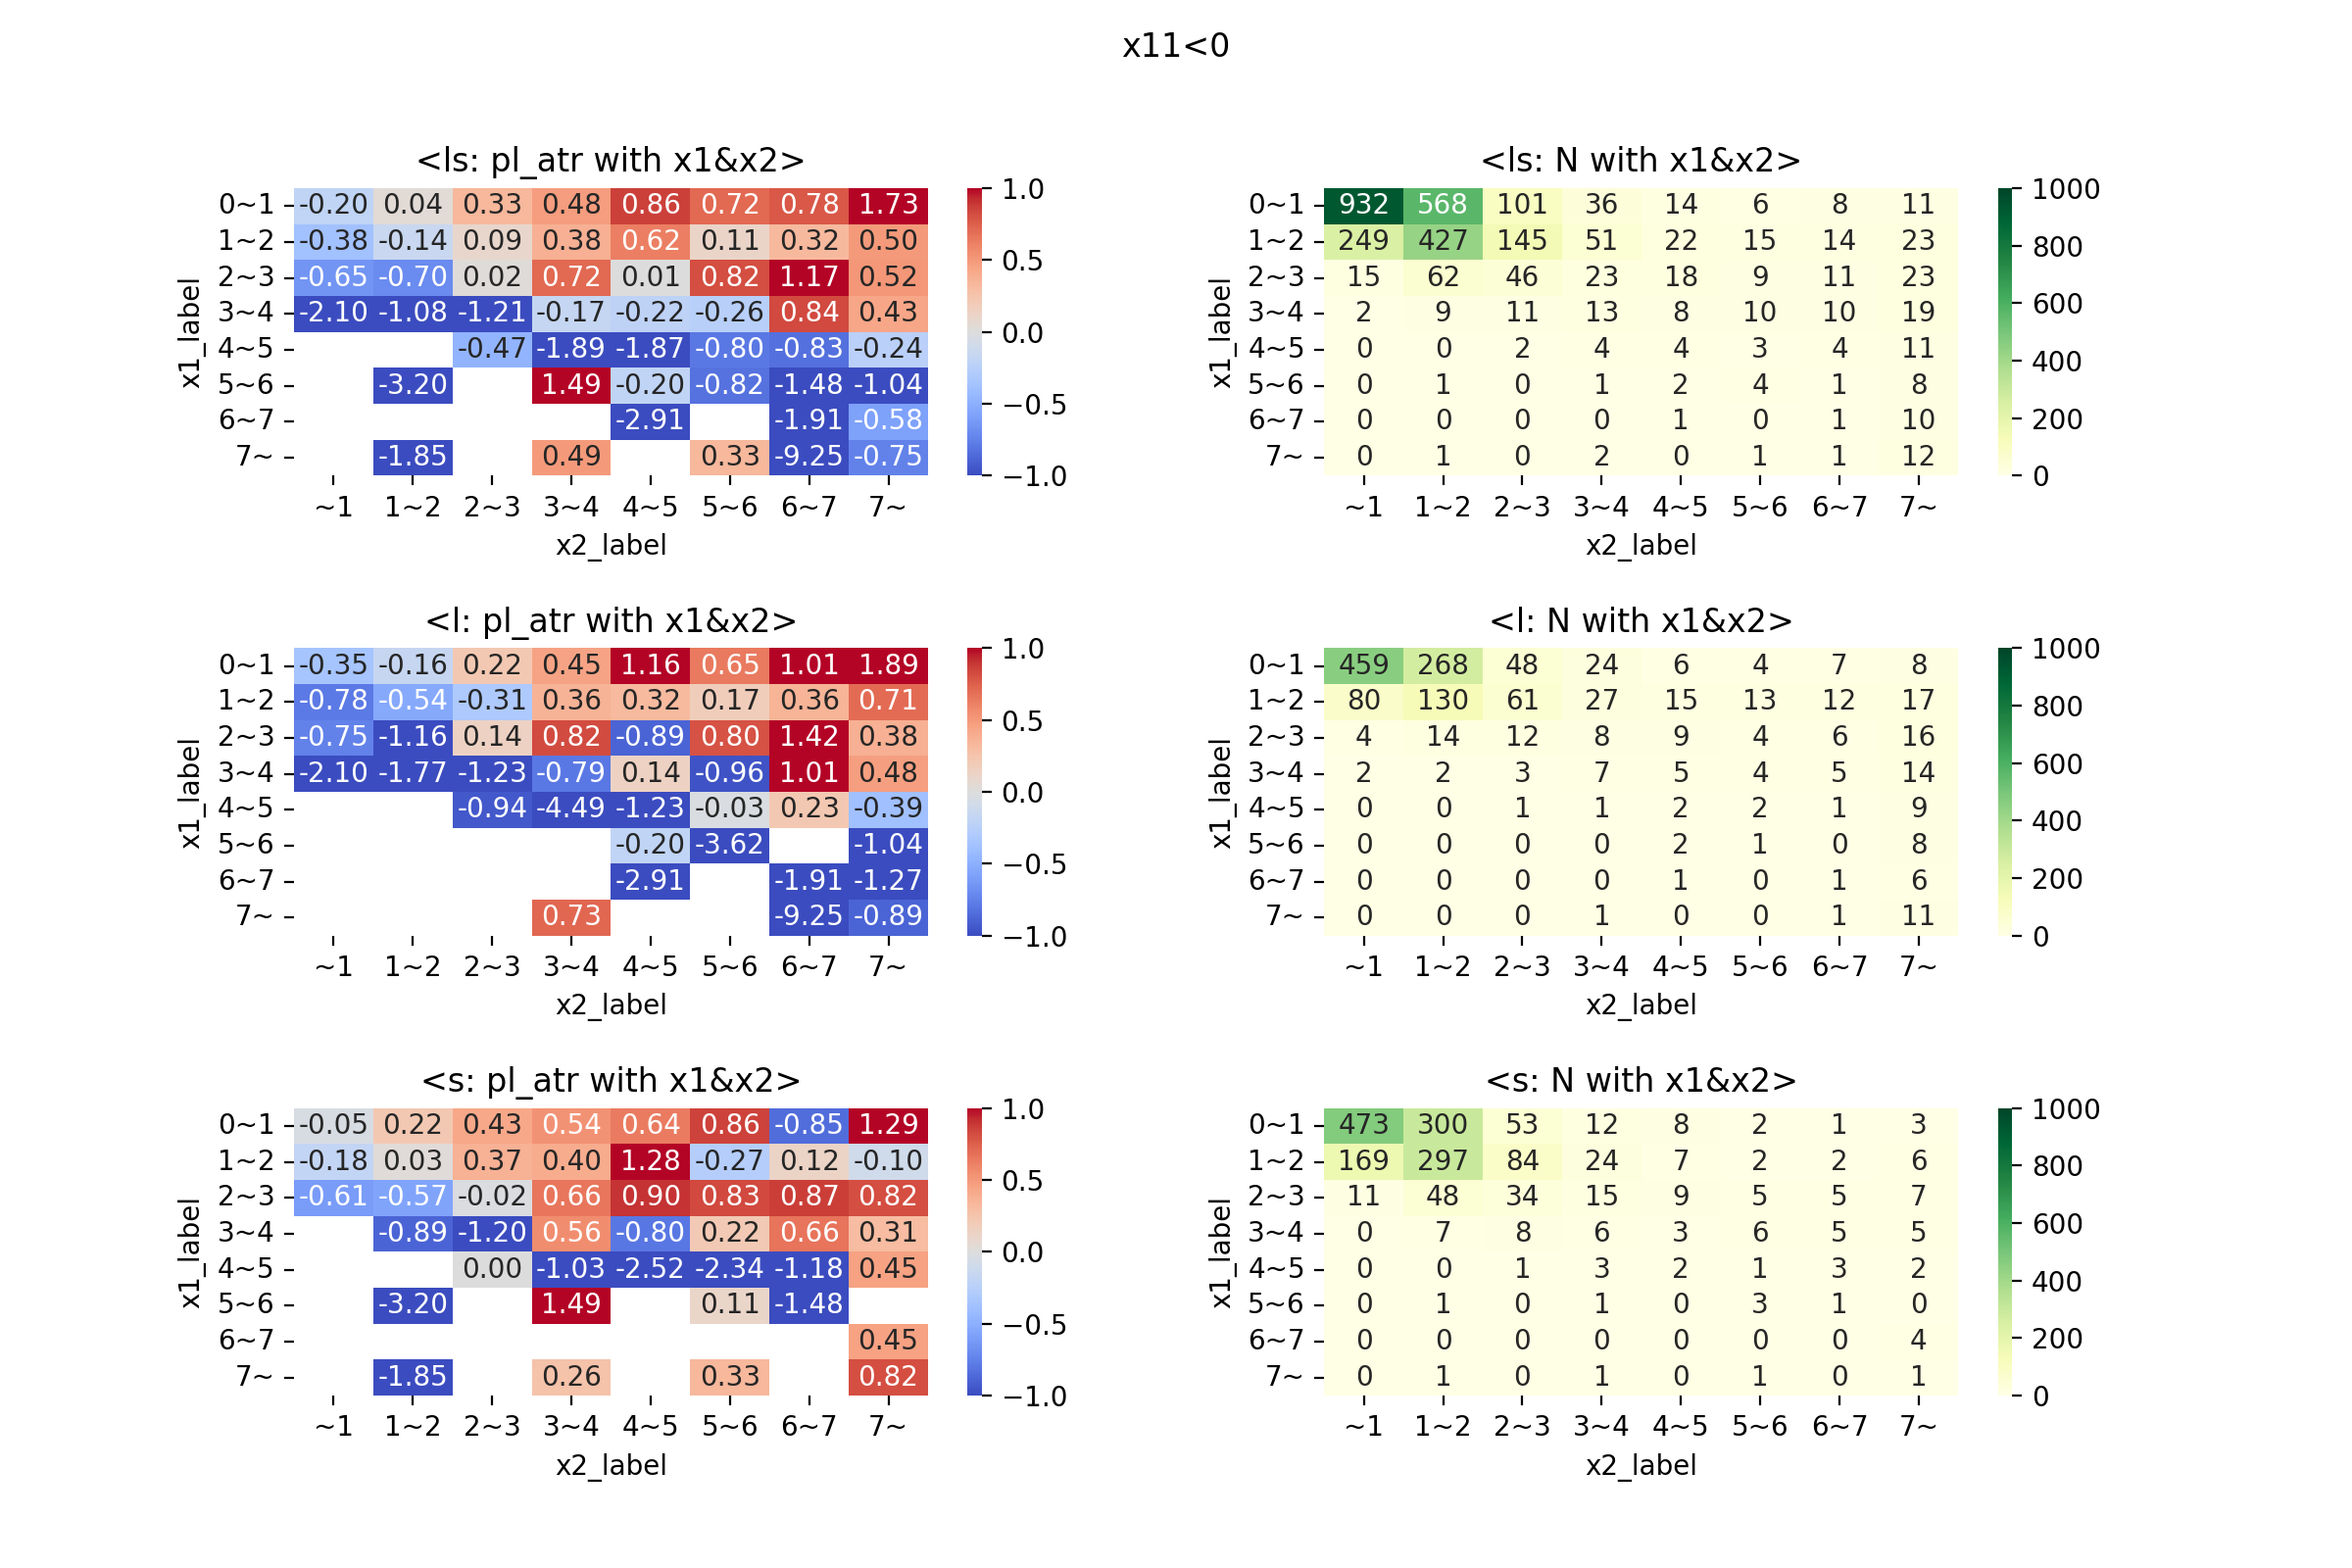 x11<0
<ls: pl_atr with x1&x2>
x1_label
0~1 -0.20 0.04 0.33 0.48 0.86 0.72 0.78 1.73
1~2 -0.38 -0.14 0.09 0.38 0.62 0.11 0.32 0.50
2~3 -0.65 -0.70 0.02 0.72 0.01 0.82 1.17 0.52
3~4 -2.10 -1.08 -1.21 -0.17 -0.22 -0.26 0.84 0.43
4~5 -0.47 -1.89 -1.87 -0.80 -0.83 -0.24
5~6 -3.20 1.49 -0.20 -0.82 -1.48 -1.04
6~7 -2.91 -1.91 -0.58
7~ -1.85 0.49 0.33 -9.25 -0.75
~1 1~2 2~3 3~4 4~5 5~6 6~7 7~
x2_label
1.0
0.5
0.0
−0.5
−1.0
<ls: N with x1&x2>
x1_label
0~1 932 568 101 36 14 6 8 11
1~2 249 427 145 51 22 15 14 23
2~3 15 62 46 23 18 9 11 23
3~4 2 9 11 13 8 10 10 19
4~5 0 0 2 4 4 3 4 11
5~6 0 1 0 1 2 4 1 8
6~7 0 0 0 0 1 0 1 10
7~ 0 1 0 2 0 1 1 12
~1 1~2 2~3 3~4 4~5 5~6 6~7 7~
x2_label
1000
800
600
400
200
0
<l: pl_atr with x1&x2>
x1_label
0~1 -0.35 -0.16 0.22 0.45 1.16 0.65 1.01 1.89
1~2 -0.78 -0.54 -0.31 0.36 0.32 0.17 0.36 0.71
2~3 -0.75 -1.16 0.14 0.82 -0.89 0.80 1.42 0.38
3~4 -2.10 -1.77 -1.23 -0.79 0.14 -0.96 1.01 0.48
4~5 -0.94 -4.49 -1.23 -0.03 0.23 -0.39
5~6 -0.20 -3.62 -1.04
6~7 -2.91 -1.91 -1.27
7~ 0.73 -9.25 -0.89
~1 1~2 2~3 3~4 4~5 5~6 6~7 7~
x2_label
1.0
0.5
0.0
−0.5
−1.0
<l: N with x1&x2>
x1_label
0~1 459 268 48 24 6 4 7 8
1~2 80 130 61 27 15 13 12 17
2~3 4 14 12 8 9 4 6 16
3~4 2 2 3 7 5 4 5 14
4~5 0 0 1 1 2 2 1 9
5~6 0 0 0 0 2 1 0 8
6~7 0 0 0 0 1 0 1 6
7~ 0 0 0 1 0 0 1 11
~1 1~2 2~3 3~4 4~5 5~6 6~7 7~
x2_label
1000
800
600
400
200
0
<s: pl_atr with x1&x2>
x1_label
0~1 -0.05 0.22 0.43 0.54 0.64 0.86 -0.85 1.29
1~2 -0.18 0.03 0.37 0.40 1.28 -0.27 0.12 -0.10
2~3 -0.61 -0.57 -0.02 0.66 0.90 0.83 0.87 0.82
3~4 -0.89 -1.20 0.56 -0.80 0.22 0.66 0.31
4~5 0.00 -1.03 -2.52 -2.34 -1.18 0.45
5~6 -3.20 1.49 0.11 -1.48
6~7 0.45
7~ -1.85 0.26 0.33 0.82
~1 1~2 2~3 3~4 4~5 5~6 6~7 7~
x2_label
1.0
0.5
0.0
−0.5
−1.0
<s: N with x1&x2>
x1_label
0~1 473 300 53 12 8 2 1 3
1~2 169 297 84 24 7 2 2 6
2~3 11 48 34 15 9 5 5 7
3~4 0 7 8 6 3 6 5 5
4~5 0 0 1 3 2 1 3 2
5~6 0 1 0 1 0 3 1 0
6~7 0 0 0 0 0 0 0 4
7~ 0 1 0 1 0 1 0 1
~1 1~2 2~3 3~4 4~5 5~6 6~7 7~
x2_label
1000
800
600
400
200
0